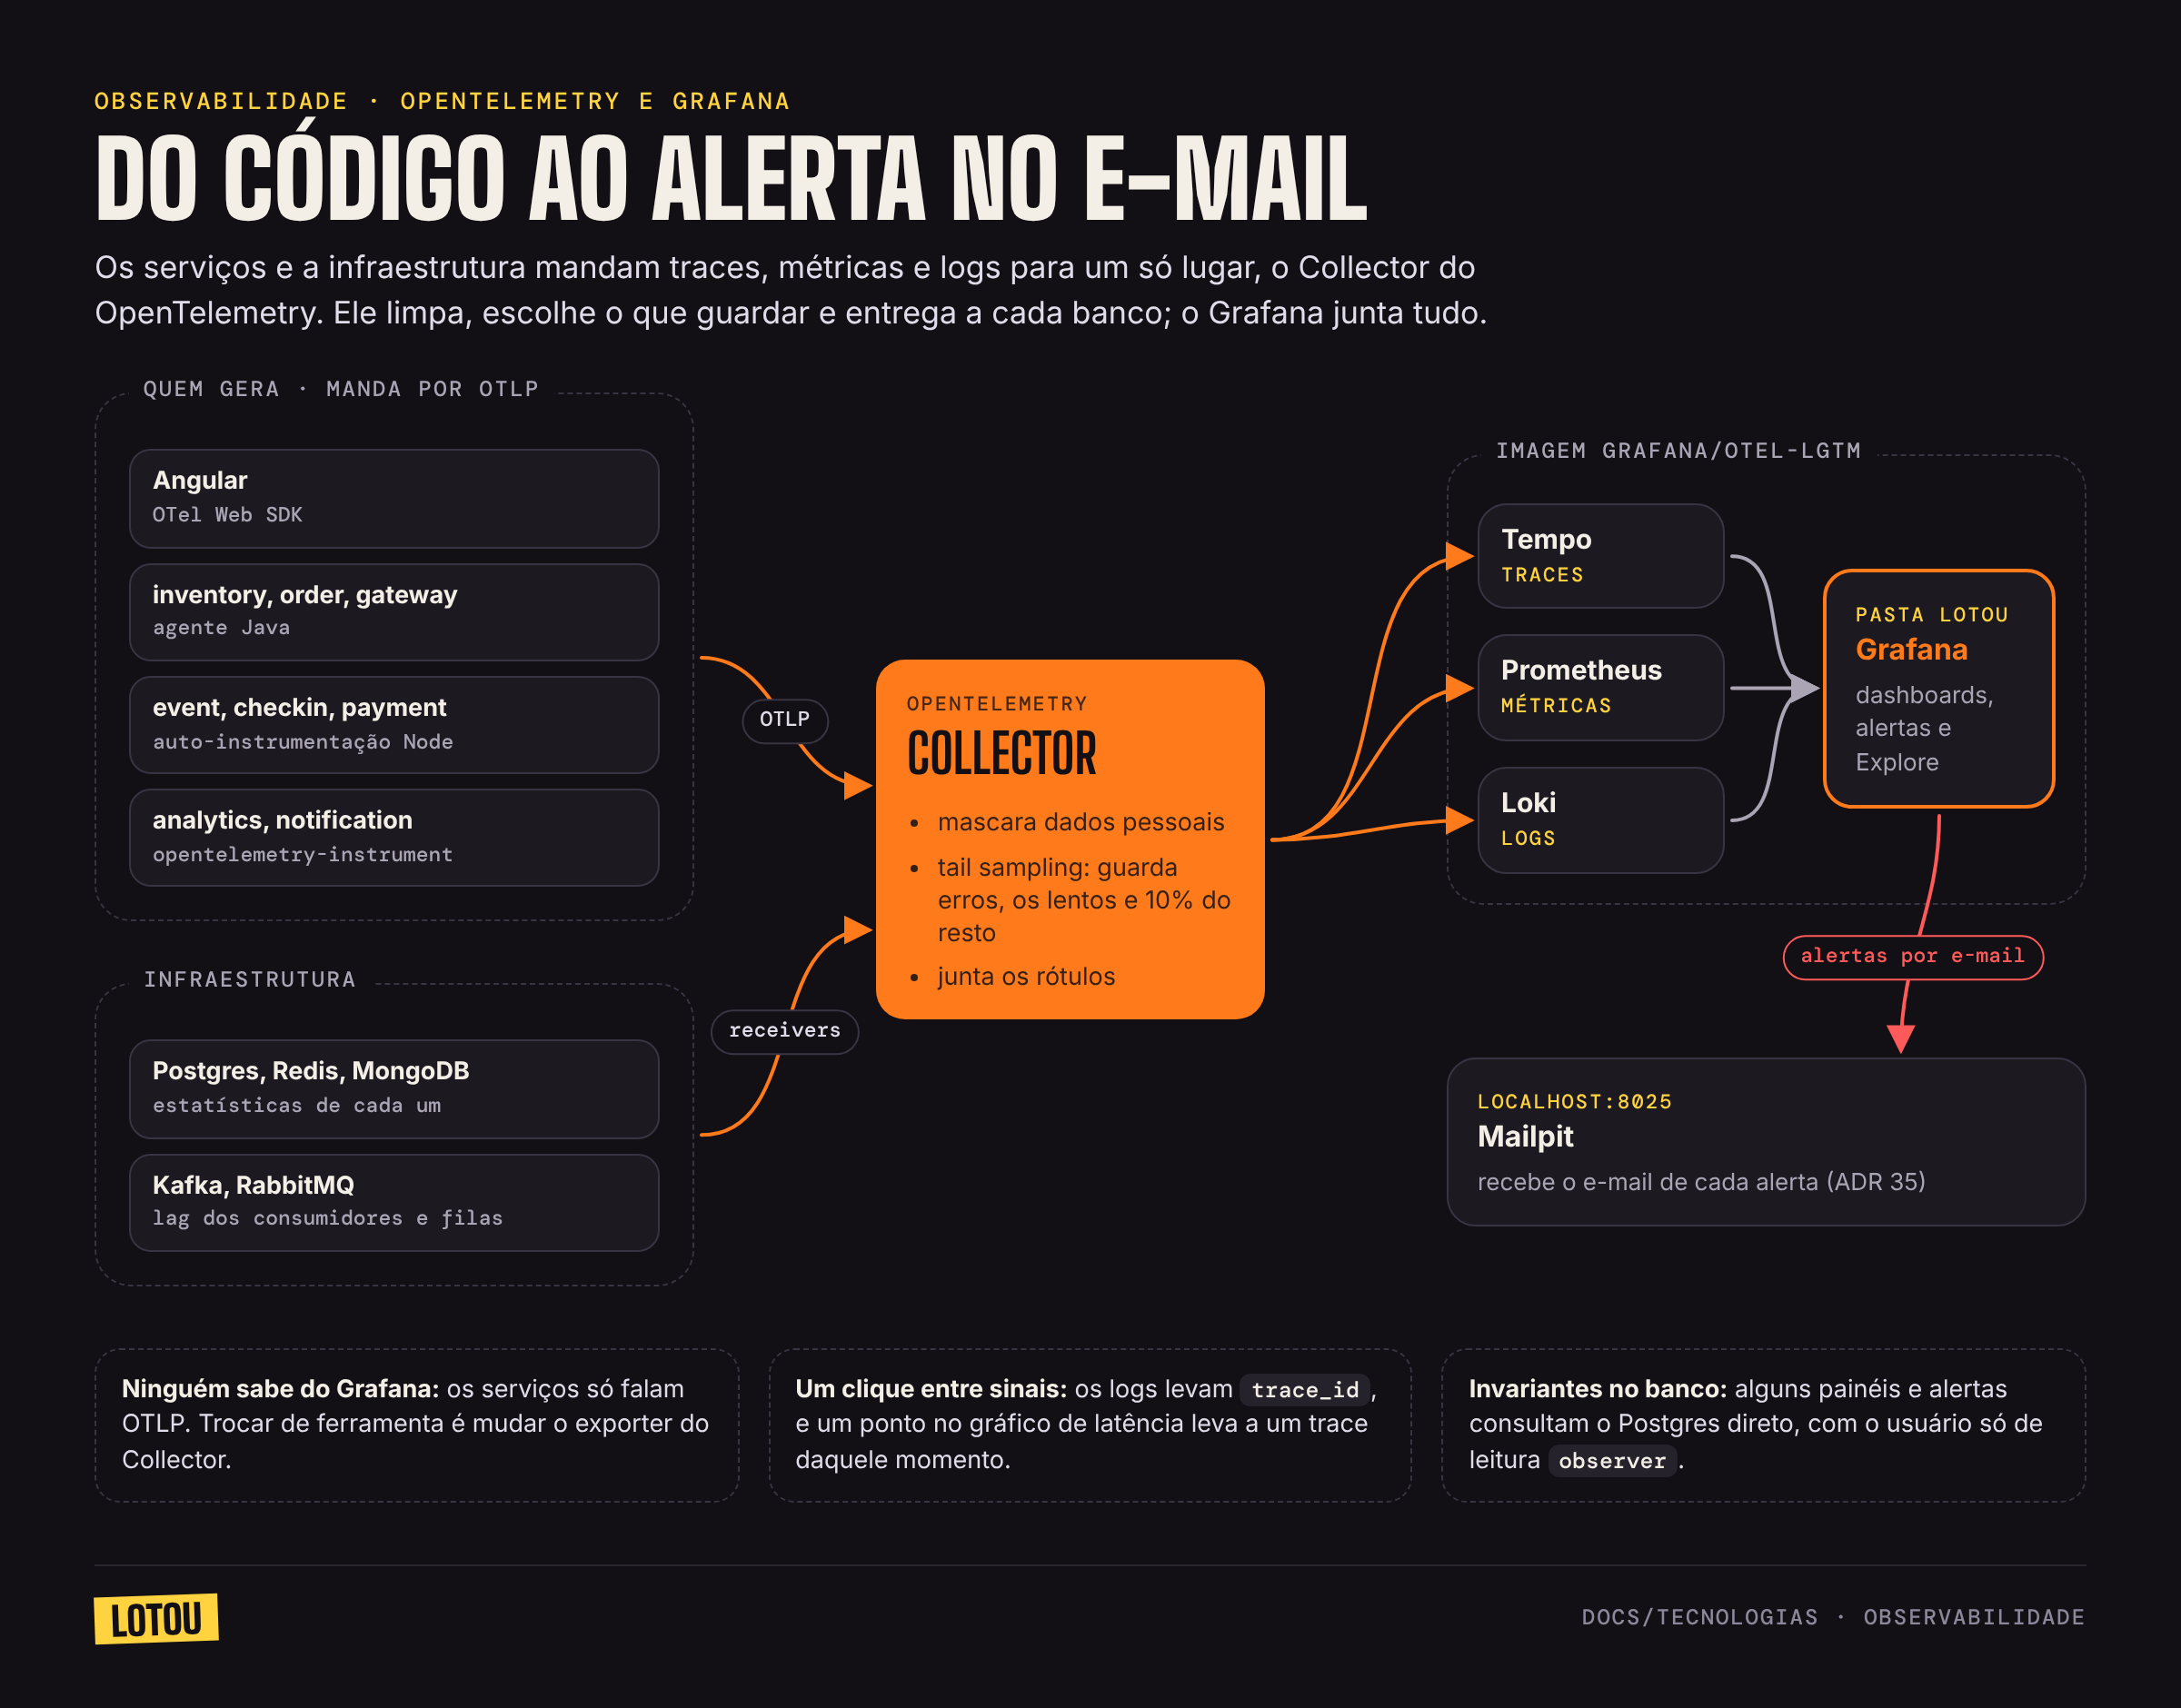 OBSERVABILIDADE · OPENTELEMETRY E GRAFANA
DO CÓDIGO AO ALERTA NO E-MAIL
Os serviços e a infraestrutura mandam traces, métricas e logs para um só lugar, o Collector do
OpenTelemetry. Ele limpa, escolhe o que guardar e entrega a cada banco; o Grafana junta tudo.
QUEM GERA · MANDA POR OTLP
Angular
OTel Web SDK
inventory, order, gateway
agente Java
event, checkin, payment
auto-instrumentação Node
analytics, notification
opentelemetry-instrument
INFRAESTRUTURA
Postgres, Redis, MongoDB
estatísticas de cada um
Kafka, RabbitMQ
lag dos consumidores e filas
OTLP
receivers
OPENTELEMETRY
COLLECTOR
• mascara dados pessoais
• tail sampling: guarda
erros, os lentos e 10% do
resto
• junta os rótulos
IMAGEM GRAFANA/OTEL-LGTM
Tempo
TRACES
Prometheus
MÉTRICAS
Loki
LOGS
PASTA LOTOU
Grafana
dashboards,
alertas e
Explore
alertas por e-mail
LOCALHOST:8025
Mailpit
recebe o e-mail de cada alerta (ADR 35)
Ninguém sabe do Grafana: os serviços só falam
OTLP. Trocar de ferramenta é mudar o exporter do
Collector.
Um clique entre sinais: os logs levam trace_id,
e um ponto no gráfico de latência leva a um trace
daquele momento.
Invariantes no banco: alguns painéis e alertas
consultam o Postgres direto, com o usuário só de
leitura observer.
LOTOU
DOCS/TECNOLOGIAS · OBSERVABILIDADE